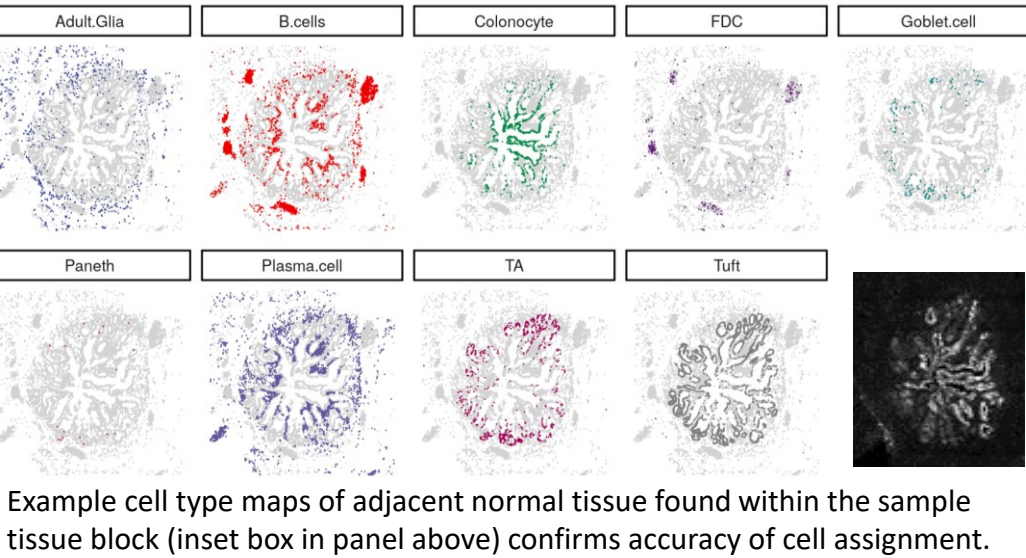 Adult.Glia
B.cells
Colonocyte
FDC
Goblet.cell
Paneth
Plasma.cell
TA
Tuft
Example cell type maps of adjacent normal tissue found within the sample
tissue block (inset box in panel above) confirms accuracy of cell assignment.